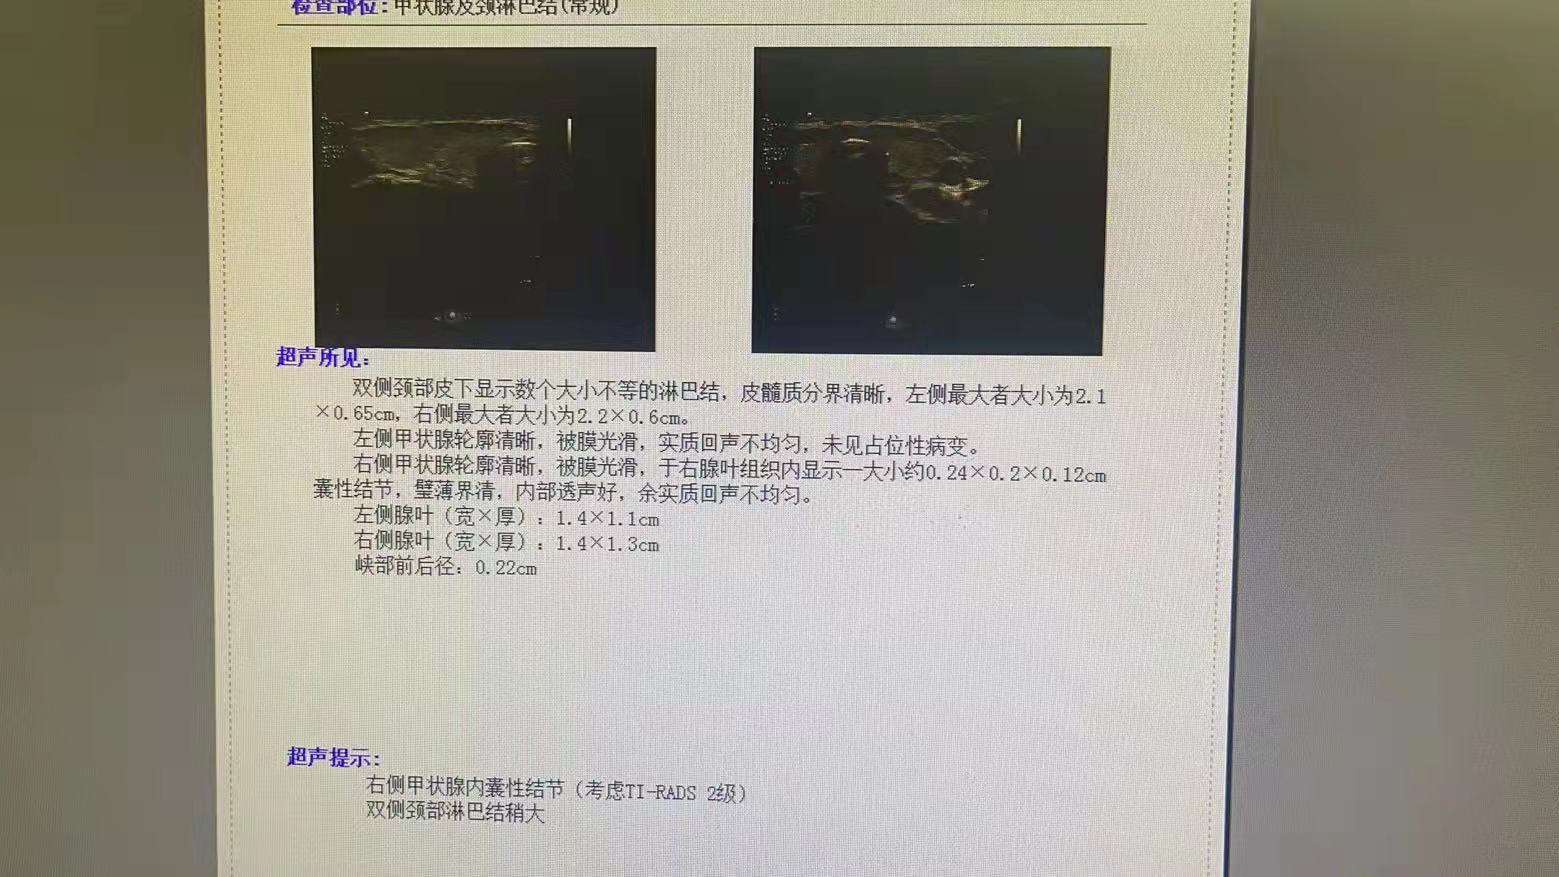 检查部位:甲状腺及颈淋巴结(常规)
超声所见:
双侧颈部皮下显示数个大小不等的淋巴结，皮髓质分界清晰，左侧最大者大小为2.1
×0.65cm，右侧最大者大小为2.2×0.6cm。
左侧甲状腺轮廓清晰，被膜光滑，实质回声不均匀，未见占位性病变。
右侧甲状腺轮廓清晰，被膜光滑，于右腺叶组织内显示一大小约0.24×0.2×0.12cm
囊性结节，壁薄界清，内部透声好，余实质回声不均匀。
左侧腺叶（宽×厚）：1.4×1.1cm
右侧腺叶（宽×厚）：1.4×1.3cm
峡部前后径：0.22cm
超声提示:
右侧甲状腺内囊性结节（考虑TI-RADS 2级）
双侧颈部淋巴结稍大